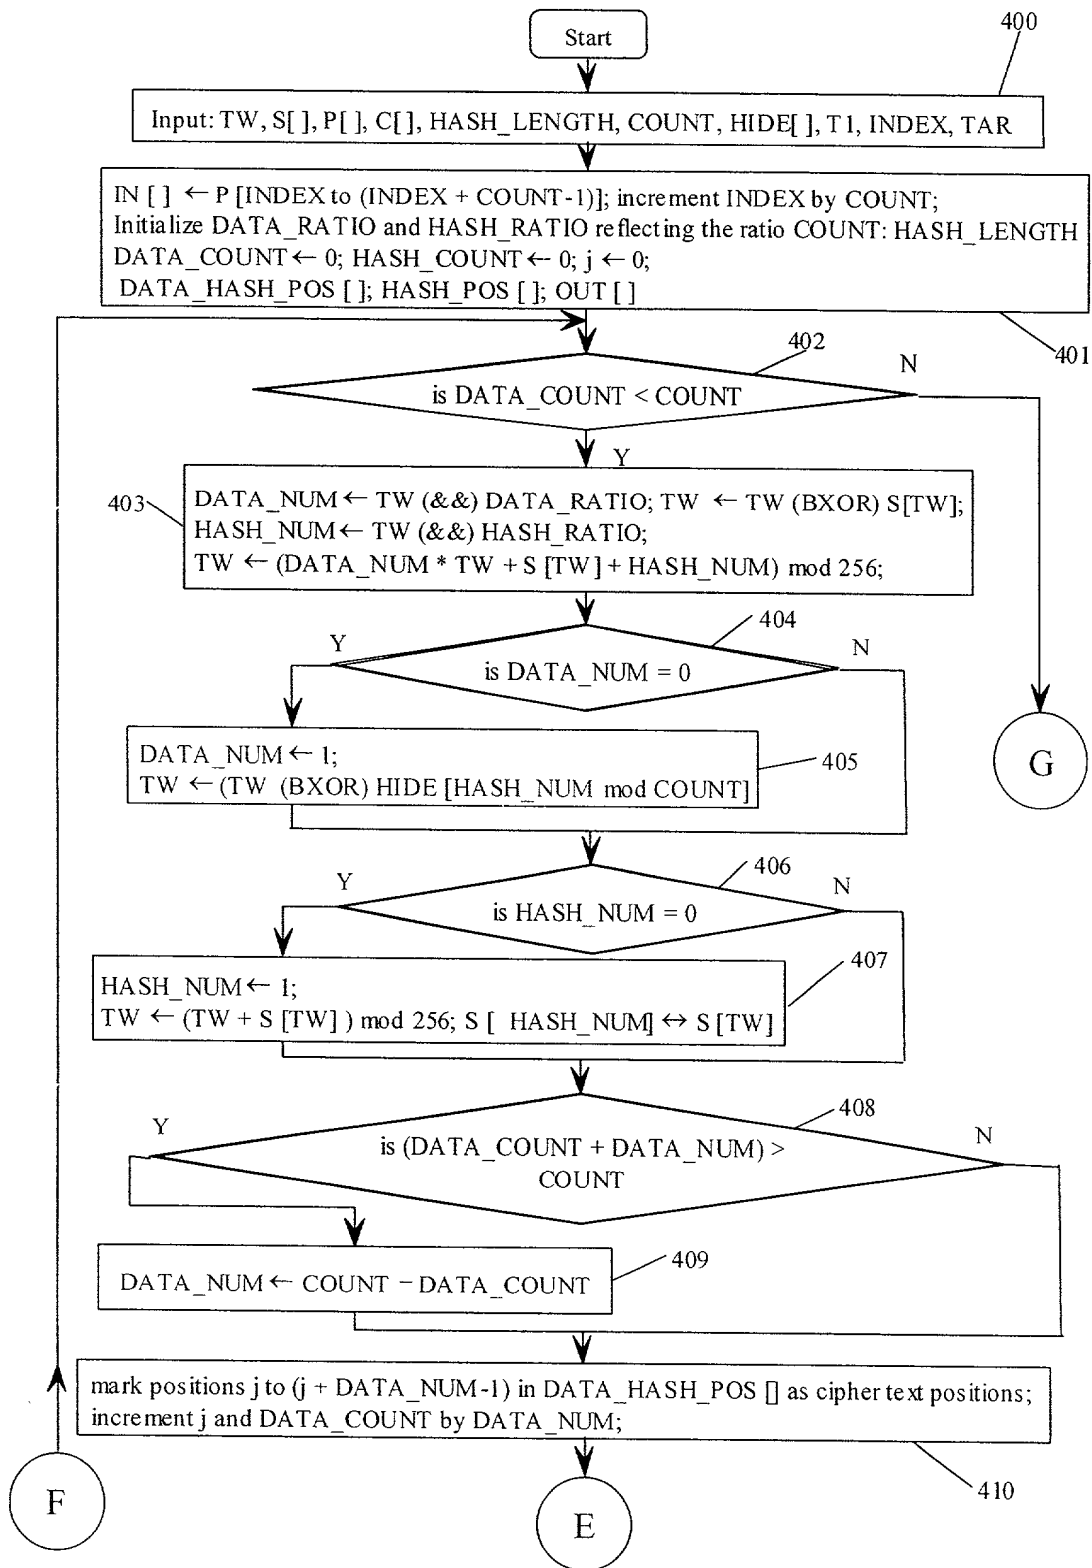 Start
400
Input: TW, S[ ], P[ ], C[ ], HASH_LENGTH, COUNT, HIDE[ ], T1, INDEX, TAR
IN [ ] ← P [INDEX to (INDEX + COUNT-1)]; increment INDEX by COUNT;
Initialize DATA_RATIO and HASH_RATIO reflecting the ratio COUNT: HASH_LENGTH
DATA_COUNT ← 0; HASH_COUNT ← 0; j ← 0;
DATA_HASH_POS [ ]; HASH_POS [ ]; OUT [ ]
401
402
N
is DATA_COUNT < COUNT
Y
403
DATA_NUM ← TW (&&) DATA_RATIO; TW ← TW (BXOR) S[TW];
HASH_NUM ← TW (&&) HASH_RATIO;
TW ← (DATA_NUM * TW + S [TW] + HASH_NUM) mod 256;
404
Y
N
is DATA_NUM = 0
DATA_NUM ← 1;
TW ← (TW (BXOR) HIDE [HASH_NUM mod COUNT]
405
G
406
Y
N
is HASH_NUM = 0
407
HASH_NUM ← 1;
TW ← (TW + S [TW] ) mod 256; S [ HASH_NUM] ↔ S [TW]
408
Y
N
is (DATA_COUNT + DATA_NUM) >
COUNT
409
DATA_NUM ← COUNT – DATA_COUNT
mark positions j to (j + DATA_NUM-1) in DATA_HASH_POS [] as cipher text positions;
increment j and DATA_COUNT by DATA_NUM;
410
F
E